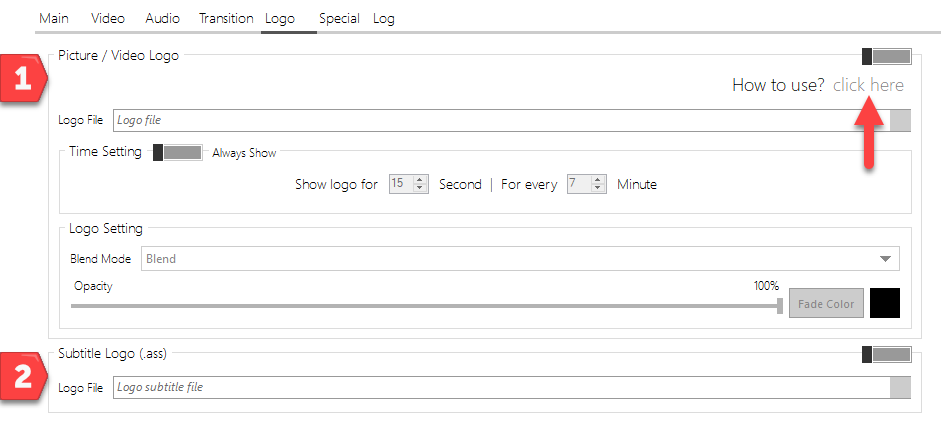 Main Video Audio Transition Logo Special Log
1
Picture / Video Logo
How to use? click here
Logo File Logo file
Time Setting Always Show
Show logo for 15 Second | For every 7 Minute
Logo Setting
Blend Mode Blend
Opacity 100%
Fade Color
2
Subtitle Logo (.ass)
Logo File Logo subtitle file